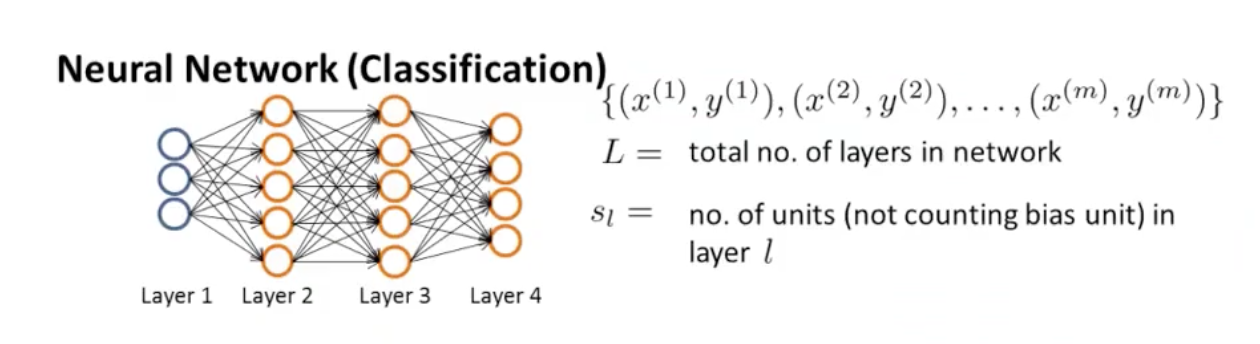 Neural Network (Classification)
{(x^{(1)}, y^{(1)}), (x^{(2)}, y^{(2)}), . . . , (x^{(m)}, y^{(m)})}
L = total no. of layers in network
s_l = no. of units (not counting bias unit) in
layer l
Layer 1 Layer 2 Layer 3 Layer 4